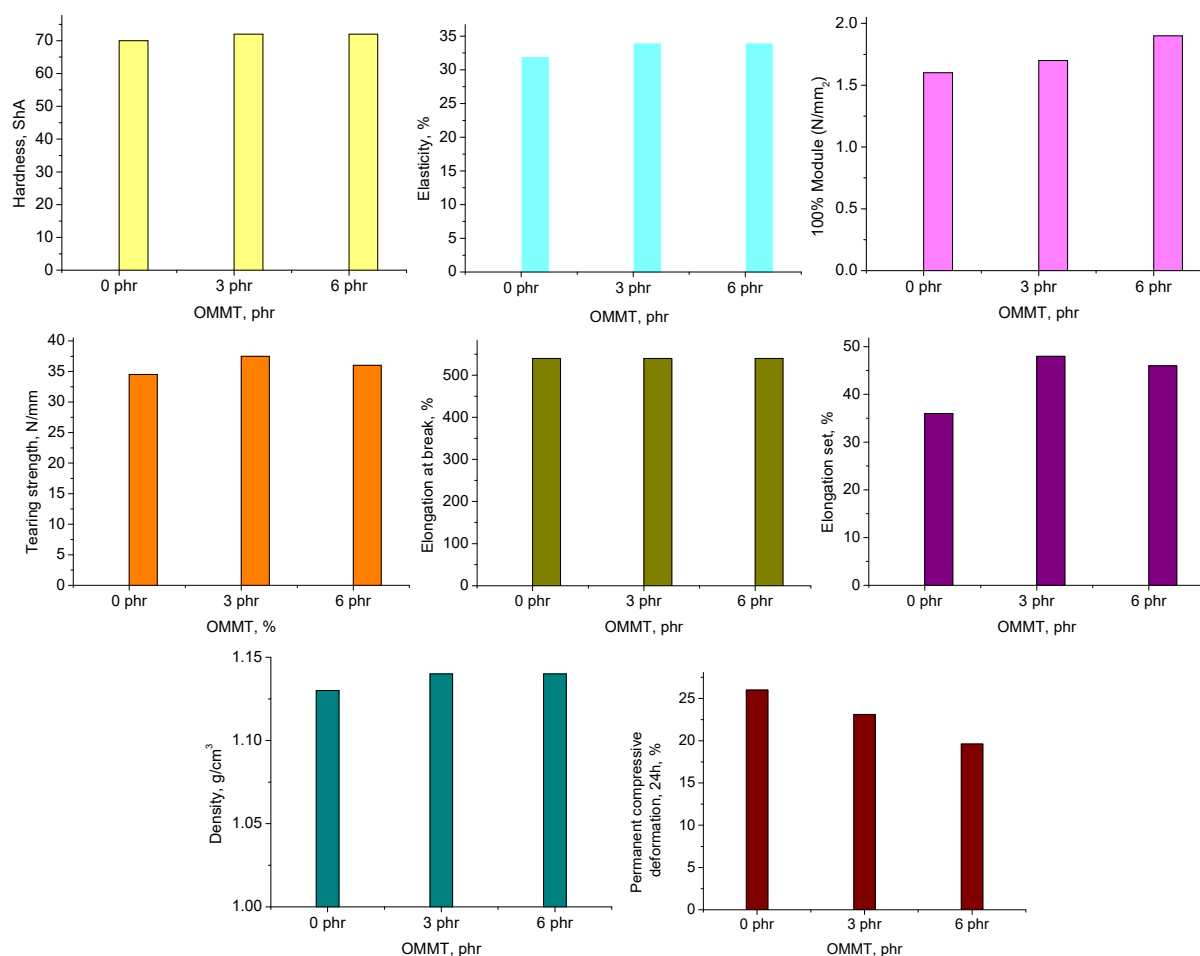 Hardness, ShA
70
60
50
40
30
20
10
0
0 phr 3 phr 6 phr
OMMT, phr
Elasticity, %
35
30
25
20
15
10
5
0
0 phr 3 phr 6 phr
OMMT, phr
100% Module (N/mm₂)
2.0
1.5
1.0
0.5
0.0
0 phr 3 phr 6 phr
OMMT, phr
Tearing strength, N/mm
40
35
30
25
20
15
10
5
0
0 phr 3 phr 6 phr
OMMT, %
Elongation at break, %
500
400
300
200
100
0
0 phr 3 phr 6 phr
OMMT, phr
Elongation set, %
50
40
30
20
10
0
0 phr 3 phr 6 phr
OMMT, phr
Density, g/cm³
1.15
1.10
1.05
1.00
0 phr 3 phr 6 phr
OMMT, phr
Permanent compressive
deformation, 24h, %
25
20
15
10
5
0
0 phr 3 phr 6 phr
OMMT, phr